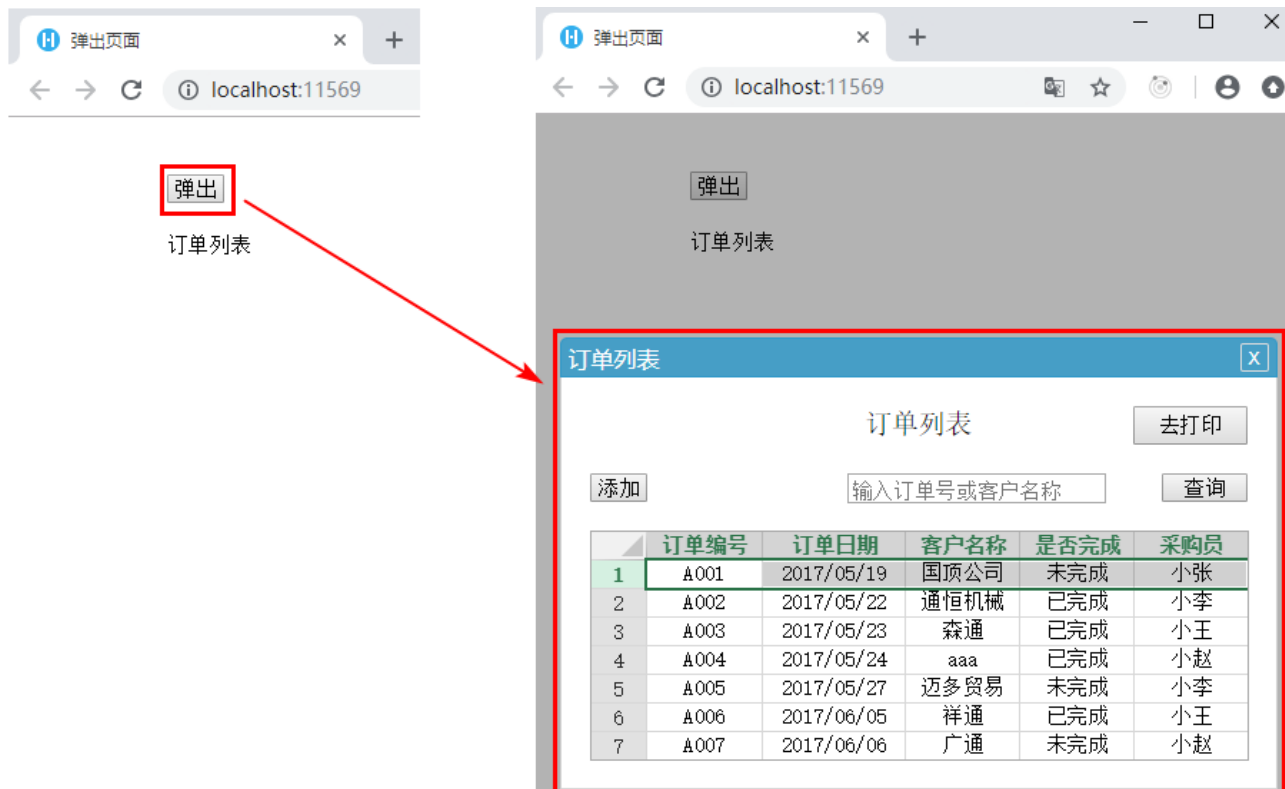 弹出页面
localhost:11569
弹出
订单列表
弹出页面
localhost:11569
弹出
订单列表
订单列表 X
订单列表 去打印
添加 输入订单号或客户名称 查询
订单编号 订单日期 客户名称 是否完成 采购员
1 A001 2017/05/19 国顶公司 未完成 小张
2 A002 2017/05/22 通恒机械 已完成 小李
3 A003 2017/05/23 森通 已完成 小王
4 A004 2017/05/24 aaa 已完成 小赵
5 A005 2017/05/27 迈多贸易 未完成 小李
6 A006 2017/06/05 祥通 已完成 小王
7 A007 2017/06/06 广通 未完成 小赵